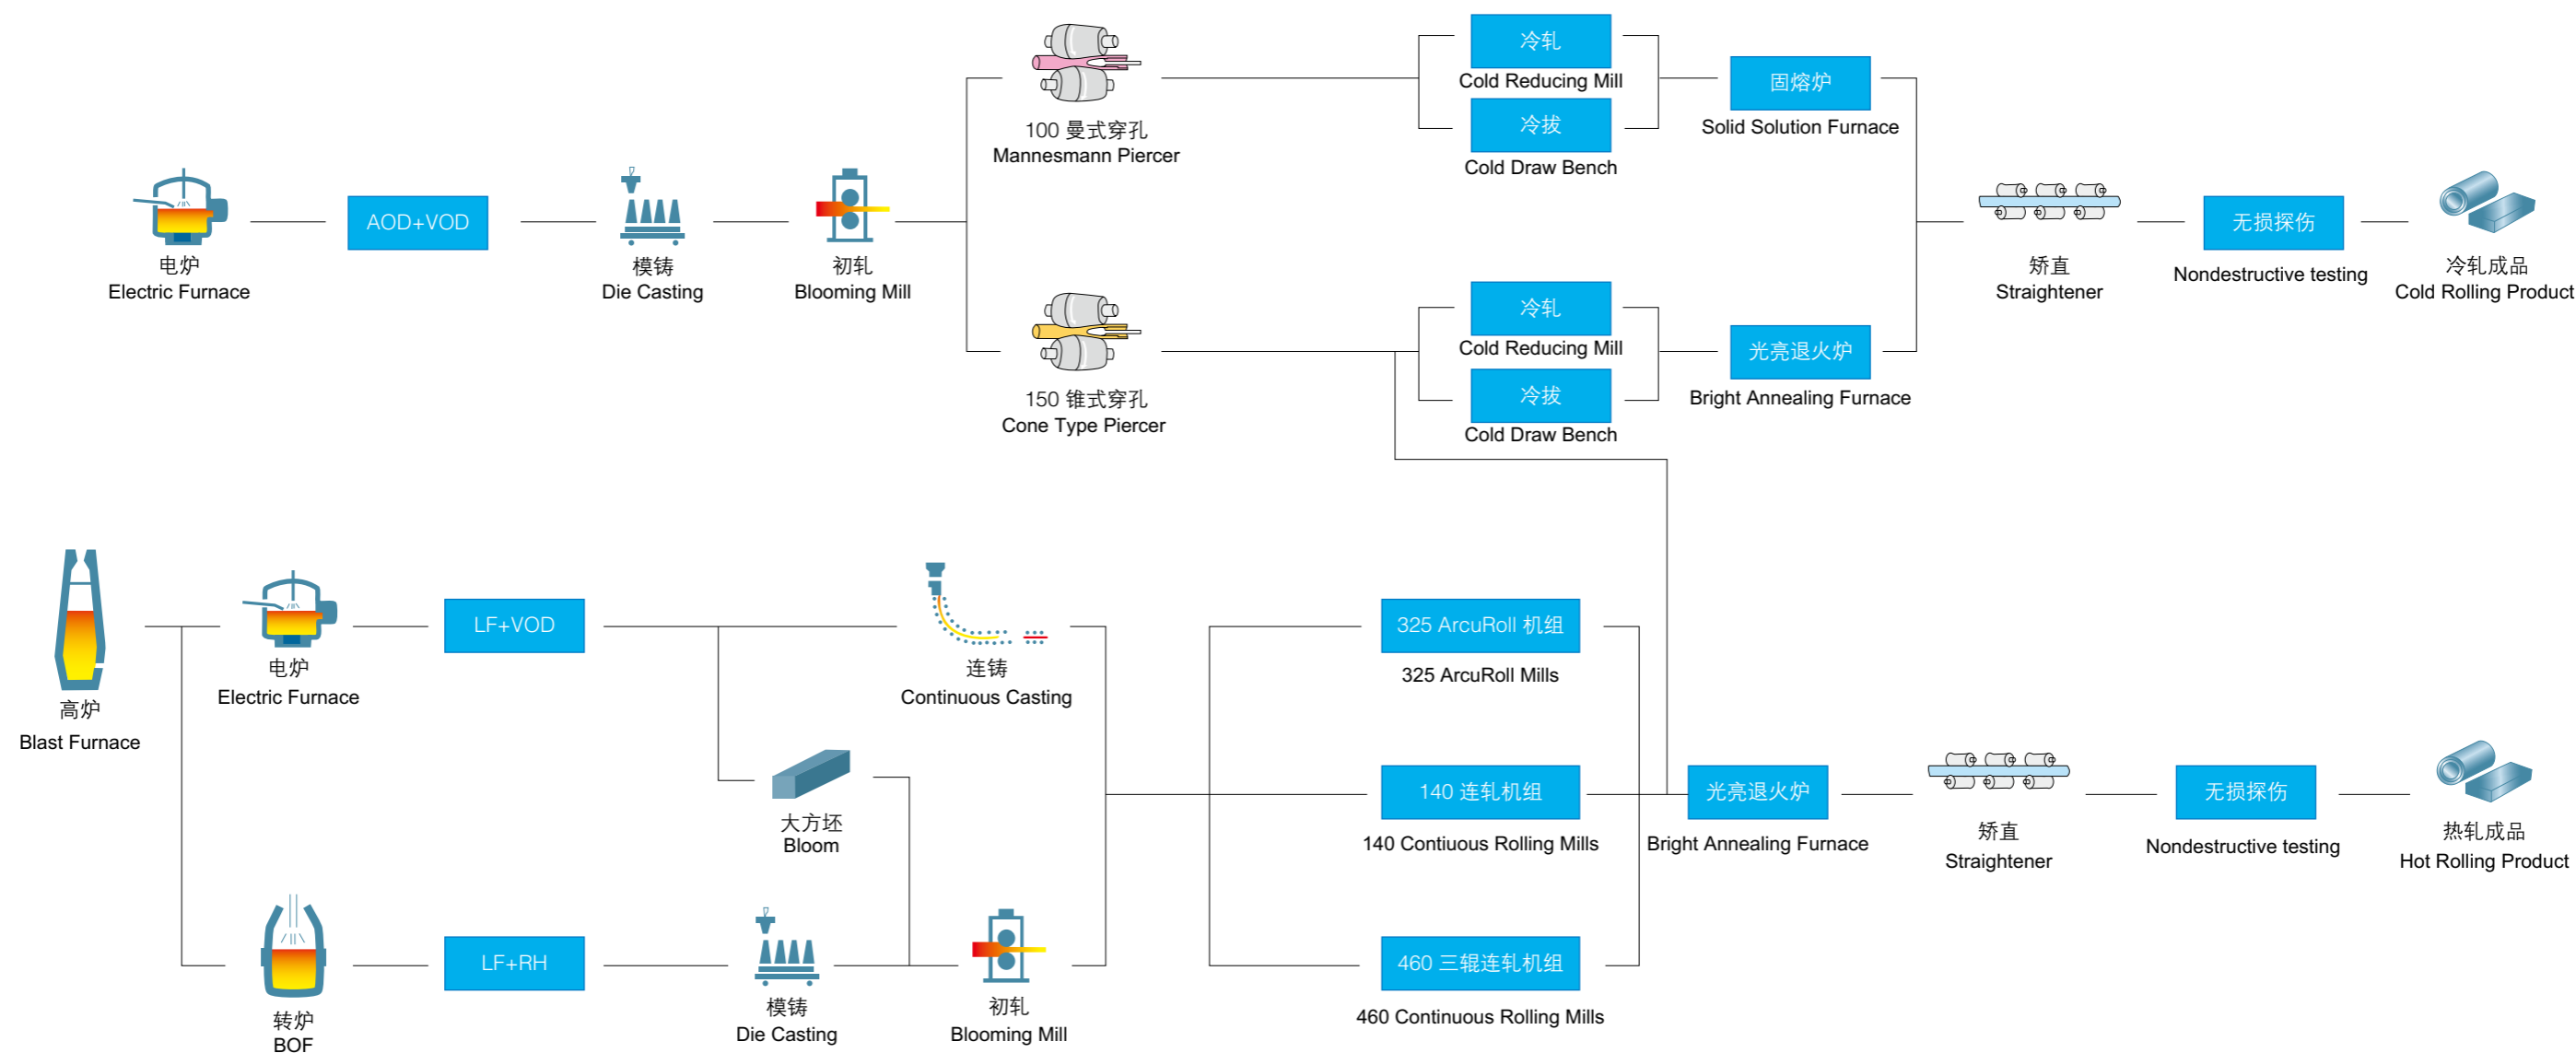 冷轧
Cold Reducing Mill
冷拔
Cold Draw Bench
固熔炉
Solid Solution Furnace
100 曼式穿孔
Mannesmann Piercer
电炉
Electric Furnace
AOD+VOD
模铸
Die Casting
初轧
Blooming Mill
矫直
Straightener
无损探伤
Nondestructive testing
冷轧成品
Cold Rolling Product
150 锥式穿孔
Cone Type Piercer
冷轧
Cold Reducing Mill
冷拔
Cold Draw Bench
光亮退火炉
Bright Annealing Furnace
高炉
Blast Furnace
电炉
Electric Furnace
LF+VOD
连铸
Continuous Casting
大方坯
Bloom
转炉
BOF
LF+RH
模铸
Die Casting
初轧
Blooming Mill
325 ArcuRoll 机组
325 ArcuRoll Mills
140 连轧机组
140 Contiuous Rolling Mills
460 三辊连轧机组
460 Continuous Rolling Mills
光亮退火炉
Bright Annealing Furnace
矫直
Straightener
无损探伤
Nondestructive testing
热轧成品
Hot Rolling Product